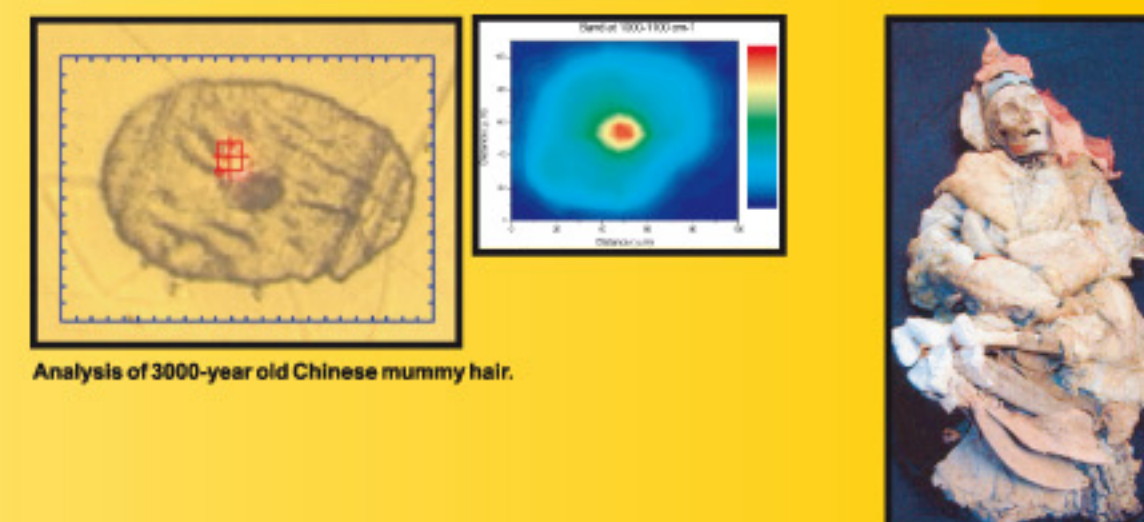 Band at 1000-1100 cm-1
Analysis of 3000-year old Chinese mummy hair.